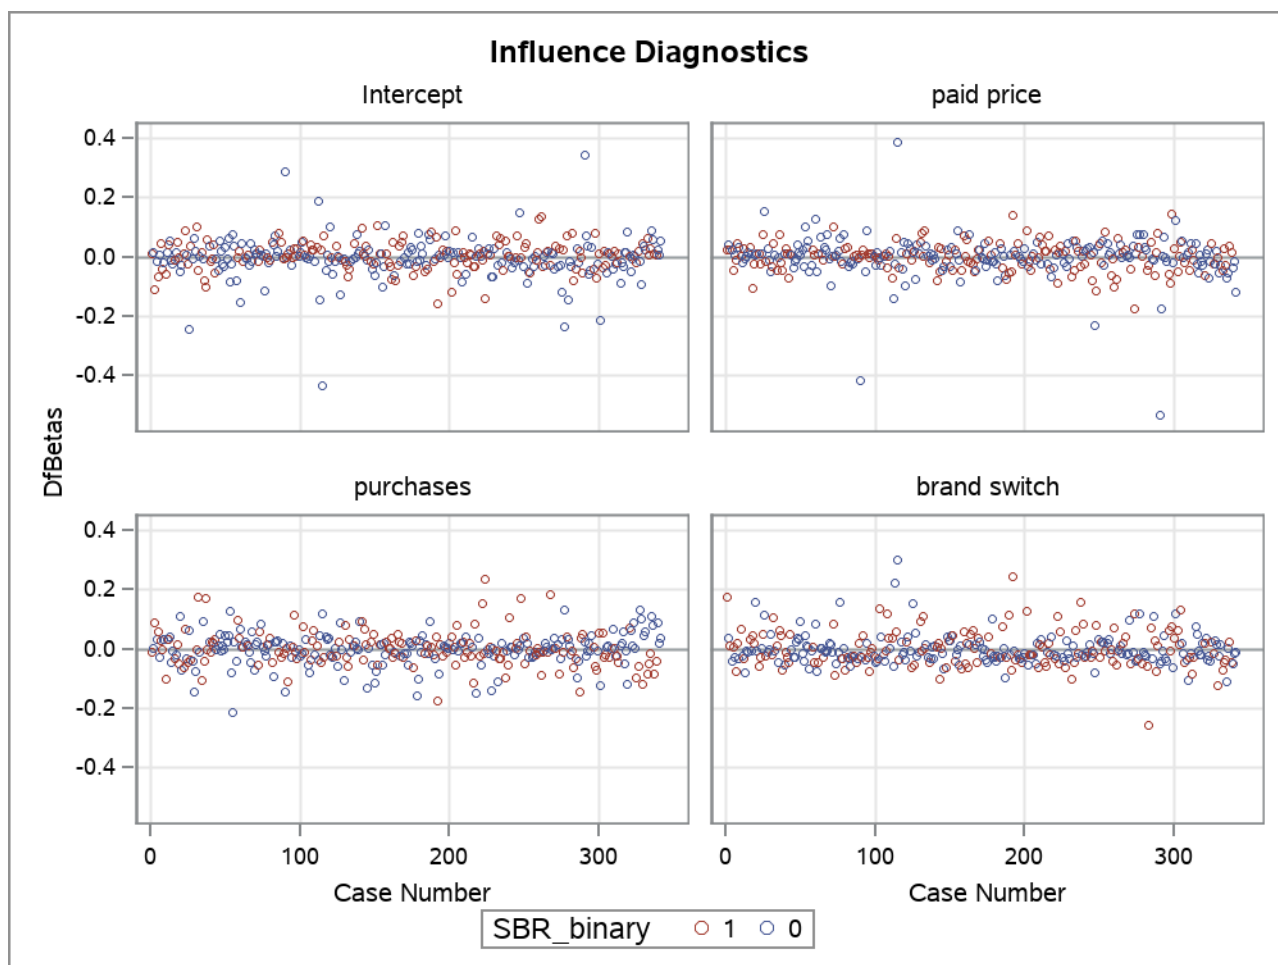 Influence Diagnostics
Intercept paid price
0.4
0.2
0.0
-0.2
-0.4
DfBetas
purchases brand switch
0.4
0.2
0.0
-0.2
-0.4
0 100 200 300 0 100 200 300
Case Number Case Number
SBR_binary 1 0